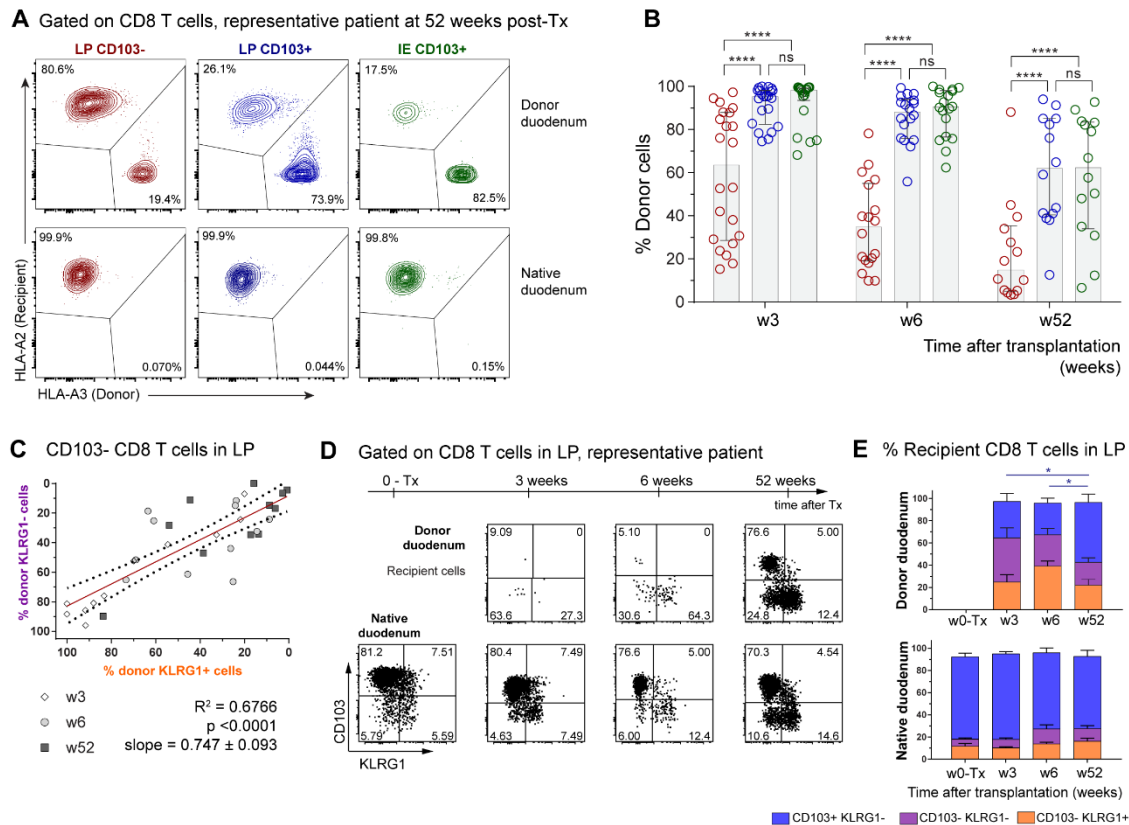 A Gated on CD8 T cells, representative patient at 52 weeks post-Tx
LP CD103-
LP CD103+
IE CD103+
80.6%
26.1%
17.5%
Donor
duodenum
19.4%
73.9%
82.5%
99.9%
99.9%
99.8%
Native
duodenum
0.070%
0.044%
0.15%
HLA-A2 (Recipient)
HLA-A3 (Donor)
B
**** **** ****
**** ns **** ns **** ns
% Donor cells
100
80
60
40
20
0
w3 w6 w52
Time after transplantation
(weeks)
C CD103- CD8 T cells in LP
% donor KLRG1- cells
0
20
40
60
80
100
100 80 60 40 20 0
% donor KLRG1+ cells
w3
w6
w52
R² = 0.6766
p <0.0001
slope = 0.747 ± 0.093
D Gated on CD8 T cells in LP, representative patient
0 - Tx 3 weeks 6 weeks 52 weeks
time after Tx
Donor
duodenum
Recipient cells
9.09 0
63.6 27.3
5.10 0
30.6 64.3
76.6 5.00
24.8 12.4
Native
duodenum
81.2 7.51
5.79 5.59
80.4 7.49
4.63 7.49
76.6 5.00
6.00 12.4
70.3 4.54
10.6 14.6
CD103
KLRG1
E % Recipient CD8 T cells in LP
*
*
Donor duodenum
100
80
60
40
20
0
w0-Tx w3 w6 w52
Native duodenum
100
80
60
40
20
0
w0-Tx w3 w6 w52
Time after transplantation (weeks)
CD103+ KLRG1- CD103- KLRG1- CD103- KLRG1+